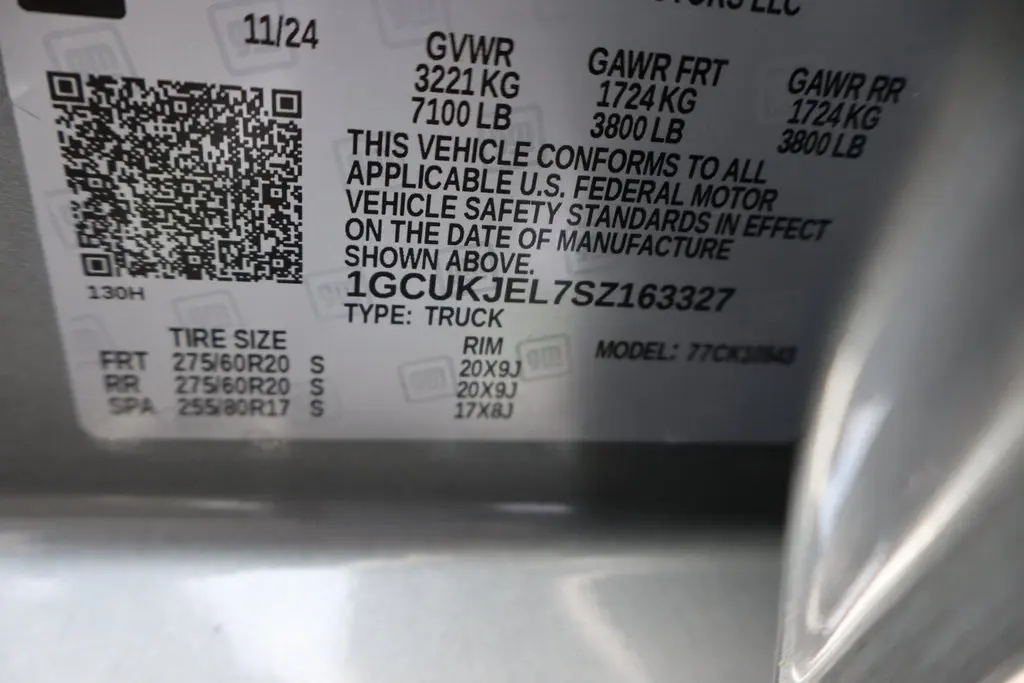 MOTORS LLC
11/24
GVWR GAWR FRT GAWR RR
3221 KG 1724 KG 1724 KG
7100 LB 3800 LB 3800 LB
THIS VEHICLE CONFORMS TO ALL
APPLICABLE U.S. FEDERAL MOTOR
VEHICLE SAFETY STANDARDS IN EFFECT
ON THE DATE OF MANUFACTURE
SHOWN ABOVE.
1GCUKJEL7SZ163327
130H
TYPE: TRUCK
TIRE SIZE RIM MODEL:
FRT 275/60R20 S 20X9J
RR 275/60R20 S 20X9J
SPA 255/80R17 S 17X8J